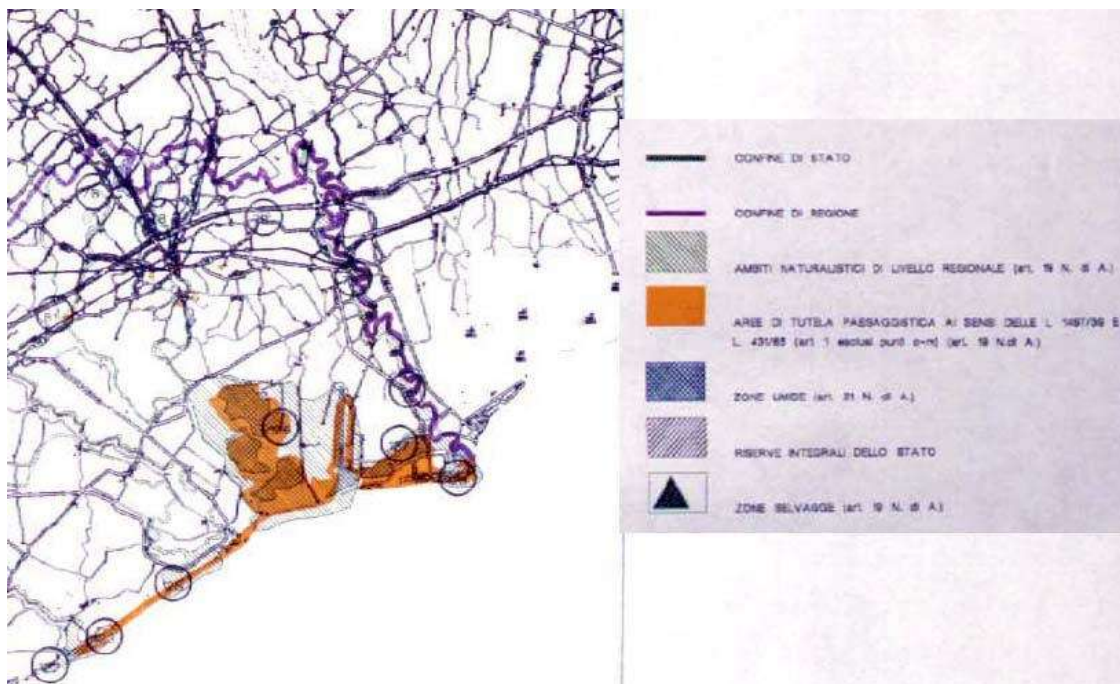 CONFINE DI STATO
CONFINE DI REGIONE
AMBITI NATURALISTICI DI LIVELLO REGIONALE (art. 19 N. di A.)
AREE DI TUTELA PASSAGGISTICA AI SENSI DELLE L. 1497/39 E
L. 431/85 (art. 1 esclusi punti c-m) (art. 19 N.di A.)
ZONE UMIDE (art. 21 N. di A.)
RISERVE INTEGRALI DELLO STATO
ZONE SELVAGGE (art. 19 N. di A.)